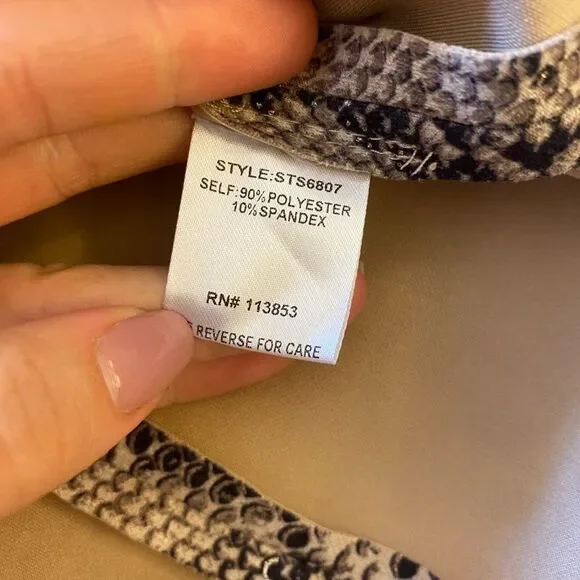 STYLE:STS6807
SELF:90%POLYESTER
10%SPANDEX
RN# 113853
REVERSE FOR CARE